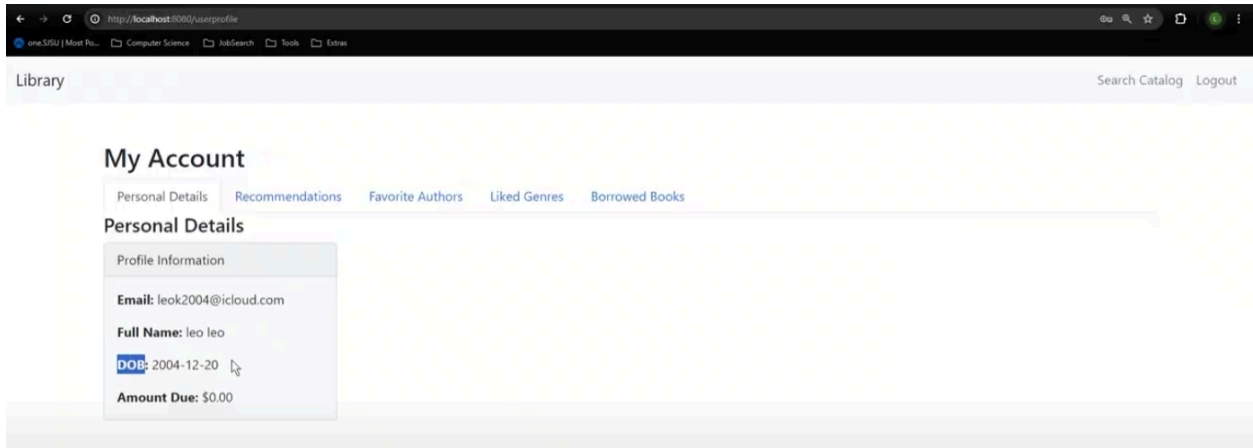 http://localhost:8080/userprofile
one.SJSU | Most Po... Computer Science JobSearch Tools Extras
Library Search Catalog Logout
My Account
Personal Details Recommendations Favorite Authors Liked Genres Borrowed Books
Personal Details
Profile Information
Email: leok2004@icloud.com
Full Name: leo leo
DOB: 2004-12-20
Amount Due: $0.00